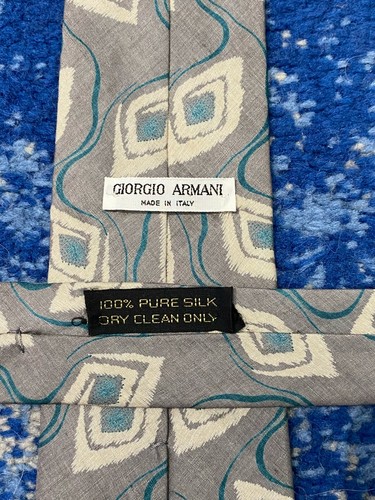 GIORGIO ARMANI
MADE IN ITALY
100% PURE SILK
DRY CLEAN ONLY